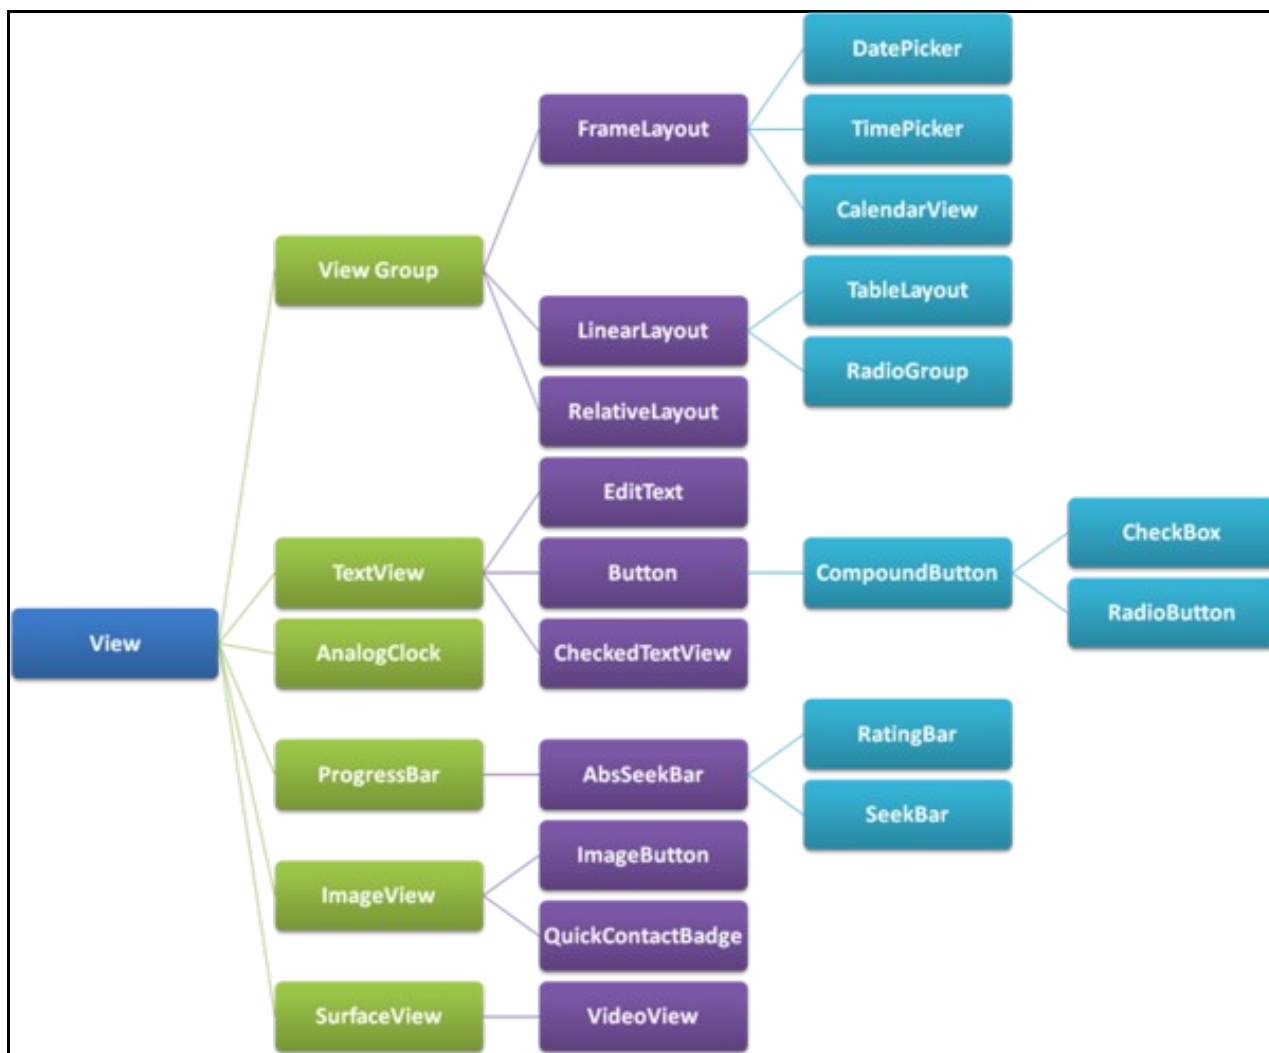 DatePicker
FrameLayout
TimePicker
CalendarView
View Group
TableLayout
LinearLayout
RadioGroup
RelativeLayout
EditText
CheckBox
TextView
Button
CompoundButton
RadioButton
View
AnalogClock
CheckedTextView
RatingBar
ProgressBar
AbsSeekBar
SeekBar
ImageButton
ImageView
QuickContactBadge
SurfaceView
VideoView